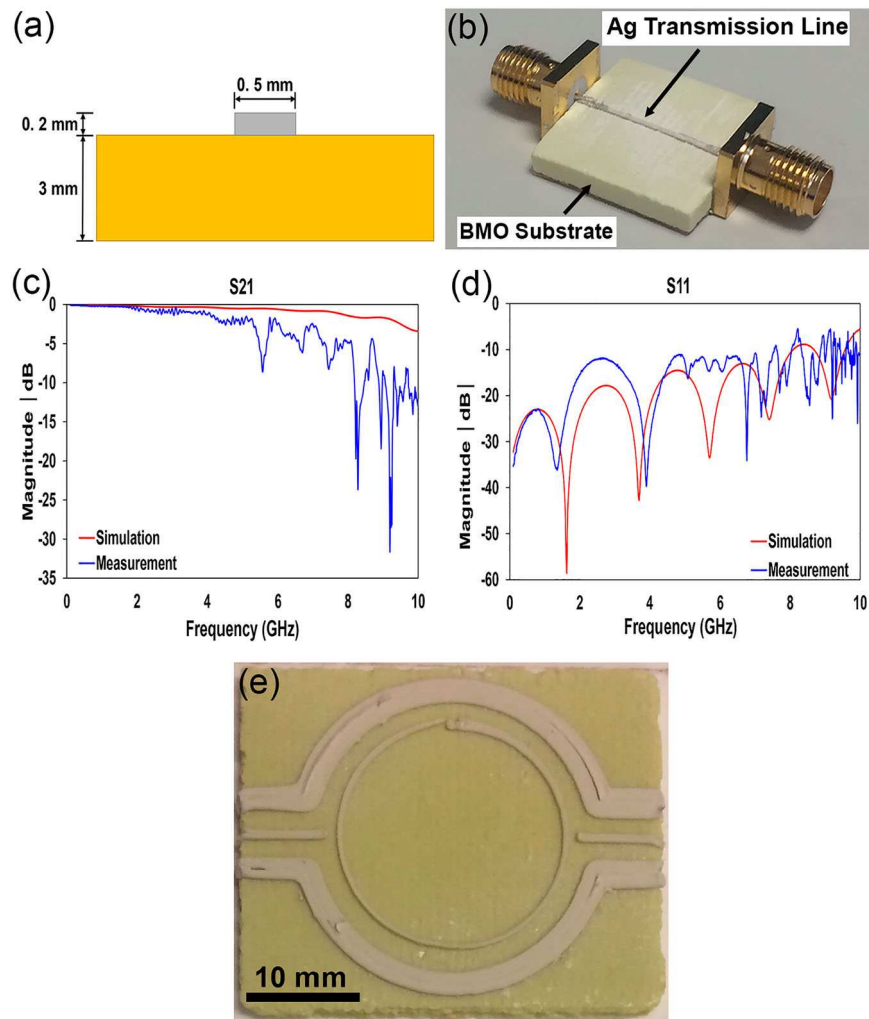 (a)
0. 5 mm
0. 2 mm
3 mm
(b)
Ag Transmission Line
BMO Substrate
(c)
S21
0
-5
-10
-15
-20
-25
-30
-35
Magnitude | dB
Simulation
Measurement
0 2 4 6 8 10
Frequency (GHz)
(d)
S11
0
-10
-20
-30
-40
-50
-60
Magnitude | dB|
Simulation
Measurement
0 2 4 6 8 10
Frequency (GHz)
(e)
10 mm